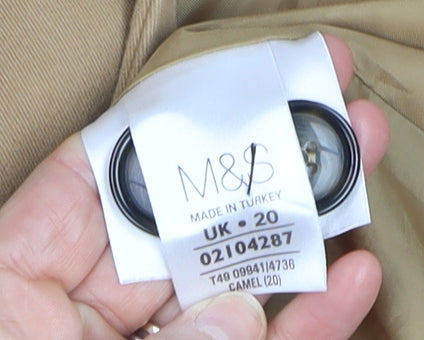 M&S
MADE IN TURKEY
UK • 20
02104287
T49 09941/4736
CAMEL (20)